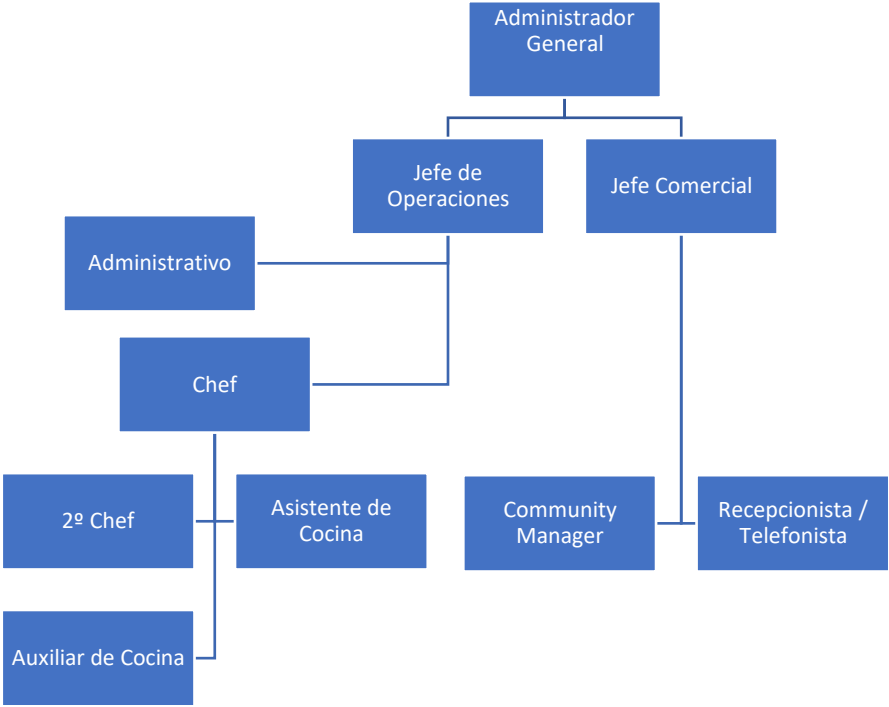 Administrador
General
Jefe de
Operaciones
Jefe Comercial
Administrativo
Chef
2º Chef
Asistente de
Cocina
Community
Manager
Recepcionista /
Telefonista
Auxiliar de Cocina